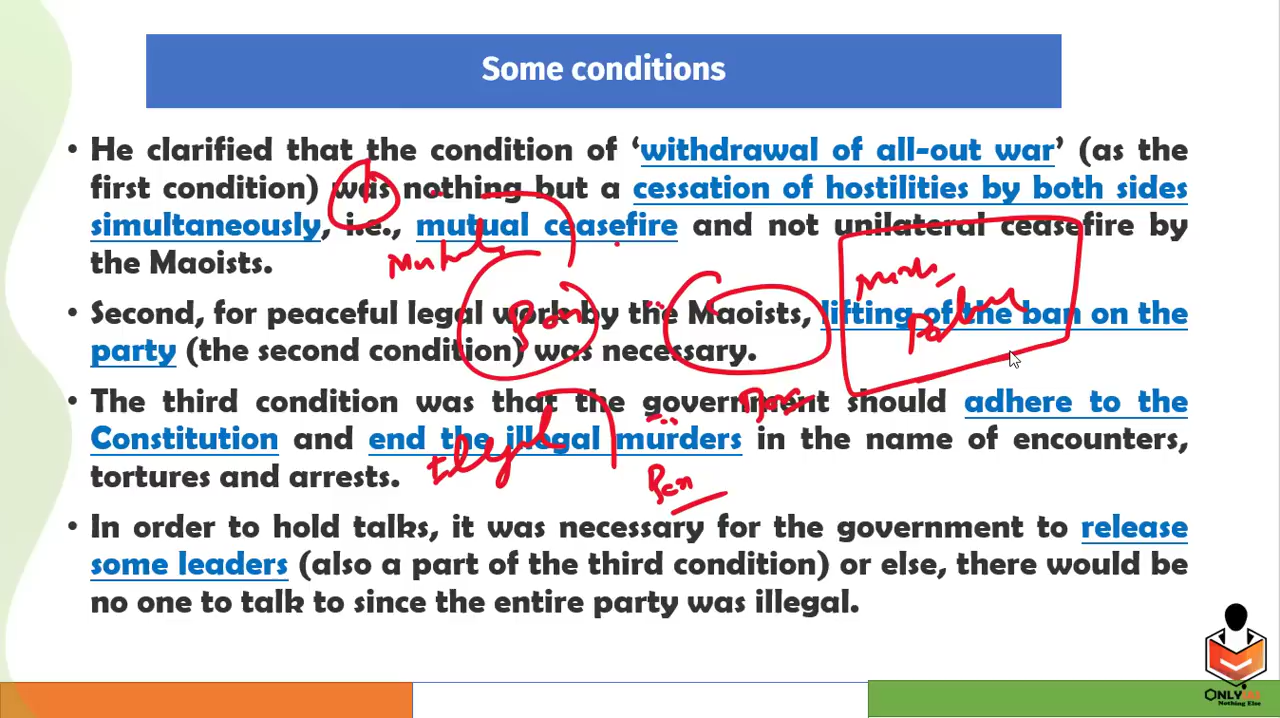 Some conditions
• He clarified that the condition of ‘withdrawal of all-out war’ (as the
first condition) was nothing but a cessation of hostilities by both sides
simultaneously, i.e., mutual ceasefire and not unilateral ceasefire by
the Maoists.
• Second, for peaceful legal work by the Maoists, lifting of the ban on the
party (the second condition) was necessary.
• The third condition was that the government should adhere to the
Constitution and end the illegal murders in the name of encounters,
tortures and arrests.
• In order to hold talks, it was necessary for the government to release
some leaders (also a part of the third condition) or else, there would be
no one to talk to since the entire party was illegal.
ONLYIAS
Nothing Else